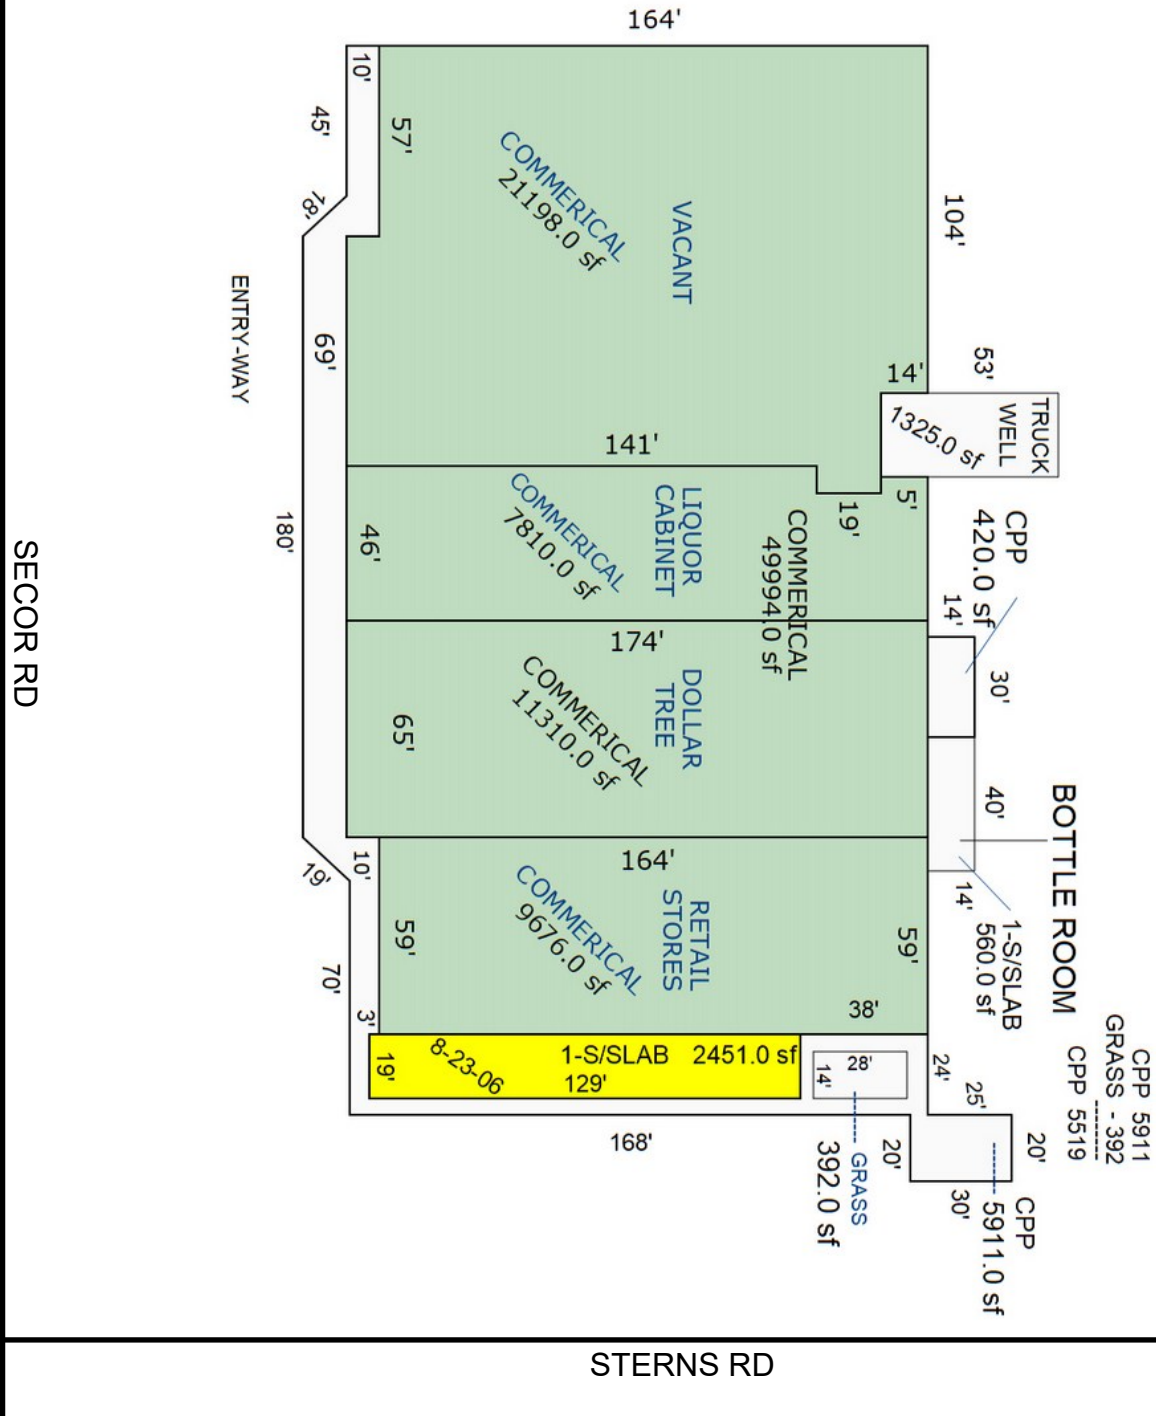 164'
10'
45'
57'
18'
COMMERICAL
21198.0 sf
VACANT
104'
ENTRY-WAY
69'
14'
53'
TRUCK
WELL
1325.0 sf
141'
180'
46'
COMMERICAL
7810.0 sf
LIQUOR
CABINET
19'
5'
COMMERICAL
49994.0 sf
CPP
420.0 sf
14'
30'
174'
SECOR RD
65'
COMMERICAL
11310.0 sf
DOLLAR
TREE
40'
BOTTLE ROOM
14'
1-S/SLAB
560.0 sf
19'
10'
164'
59'
COMMERICAL
9676.0 sf
RETAIL
STORES
59'
38'
70'
3'
19'
8-23-06
1-S/SLAB 2451.0 sf
129'
28'
14'
24'
25'
CPP 5911
GRASS - 392
--------
CPP 5519
168'
GRASS
392.0 sf
20'
20'
30'
CPP
5911.0 sf
STERNS RD